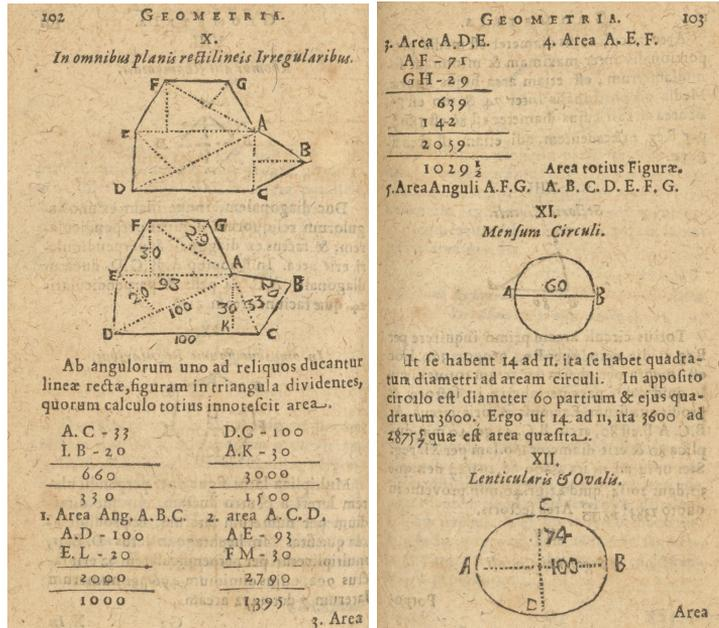 102 GEOMETRIA.
X.
In omnibus planis rectilineis Irregularibus.
F G
E A
B
D C
F G
29
30
E A
93 20 B
20 100 30 33
K
D 100 C
Ab angulorum uno ad reliquos ducantur
lineæ rectæ, figuram in triangula dividentes,
quorum calculo totius innoteſcit area.
A.C - 33 D.C - 100
I.B - 20 A.K - 30
660 3000
330 1500
1. Area Ang. A.B.C. 2. area A.C.D.
A.D - 100 AE - 93
E.L - 20 FM - 30
2000 2790
1000 1395
3. Area
GEOMETRIA. 103
3. Area A.D.E. 4. Area A.E.F.
AF - 71
GH - 29
639
142
2059
1029½ Area totius Figuræ.
5. Area Anguli A.F.G. A.B.C.D.E.F.G.
XI.
Menſura Circuli.
A 60 B
Ut ſe habent 14 ad 11. ita ſe habet quadra-
tum diametri ad aream circuli. In appoſito
circulo eſt diameter 60 partium & ejus qua-
dratum 3600. Ergo ut 14 ad 11, ita 3600 ad
quæ eſt area quæſita.
XII.
Lenticularis & Ovalis.
C
74
A 100 B
D
Area